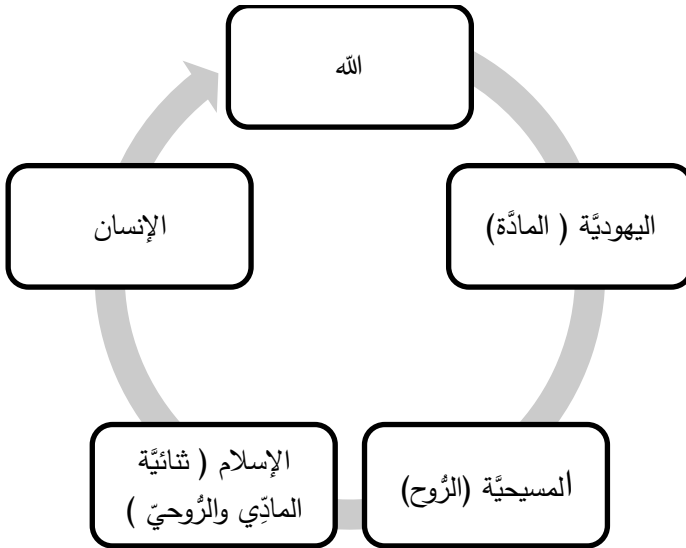 الله
اليهوديَّة ( المادَّة)
المسيحيَّة (الرُّوح)
الإسلام ( ثنائيَّة
المادِّي والرُّوحيّ )
الإنسان